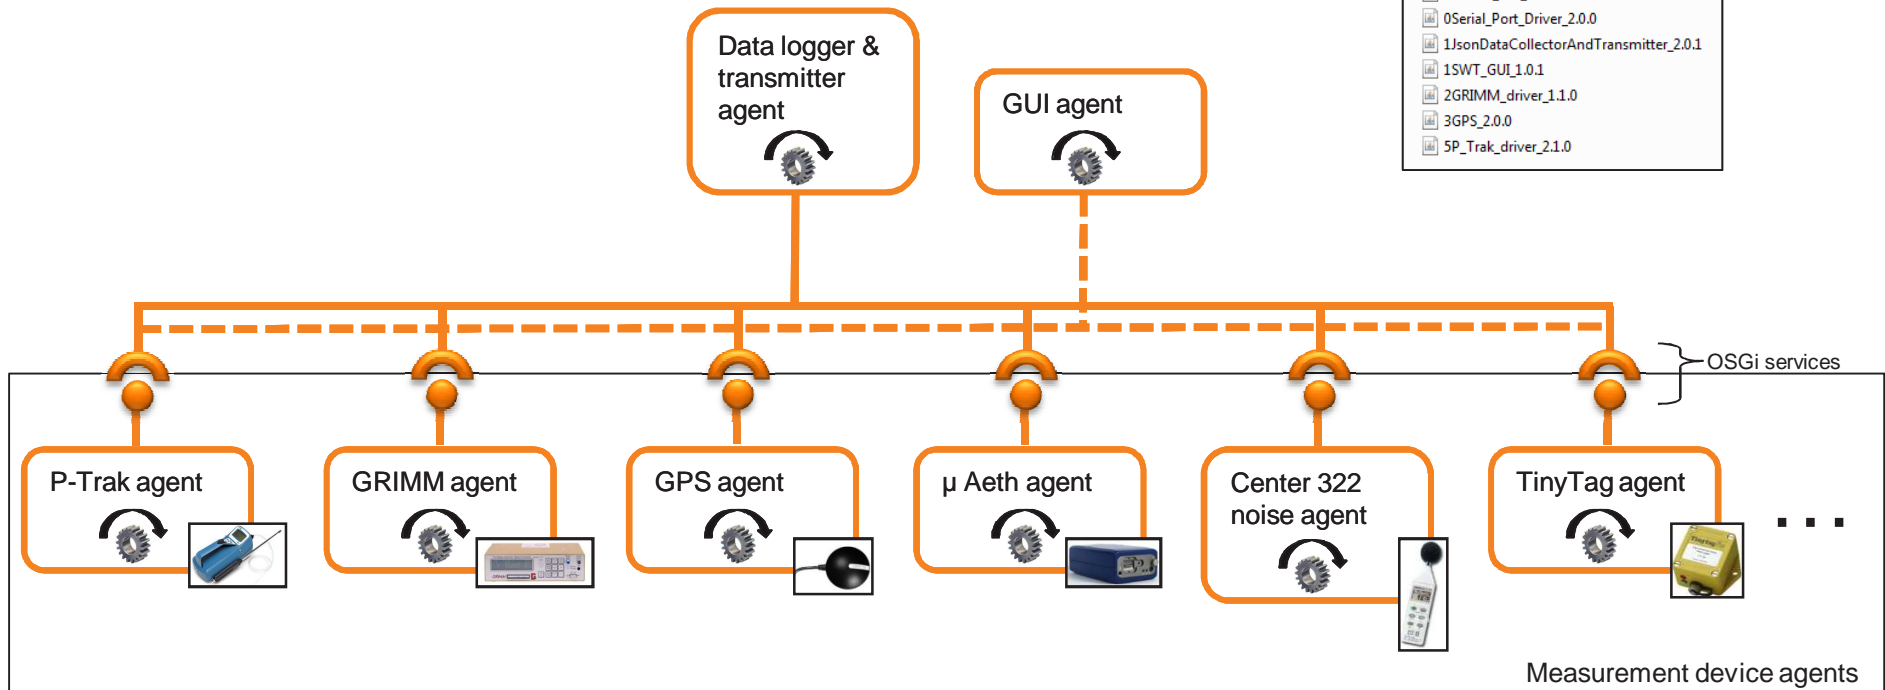 0Serial_Port_Driver_2.0.0
1JsonDataCollectorAndTransmitter_2.0.1
1SWT_GUI_1.0.1
2GRIMM_driver_1.1.0
3GPS_2.0.0
5P_Trak_driver_2.1.0
Data logger &
transmitter
agent
GUI agent
OSGi services
P-Trak agent
GRIMM agent
GPS agent
µ Aeth agent
Center 322
noise agent
TinyTag agent
...
Measurement device agents